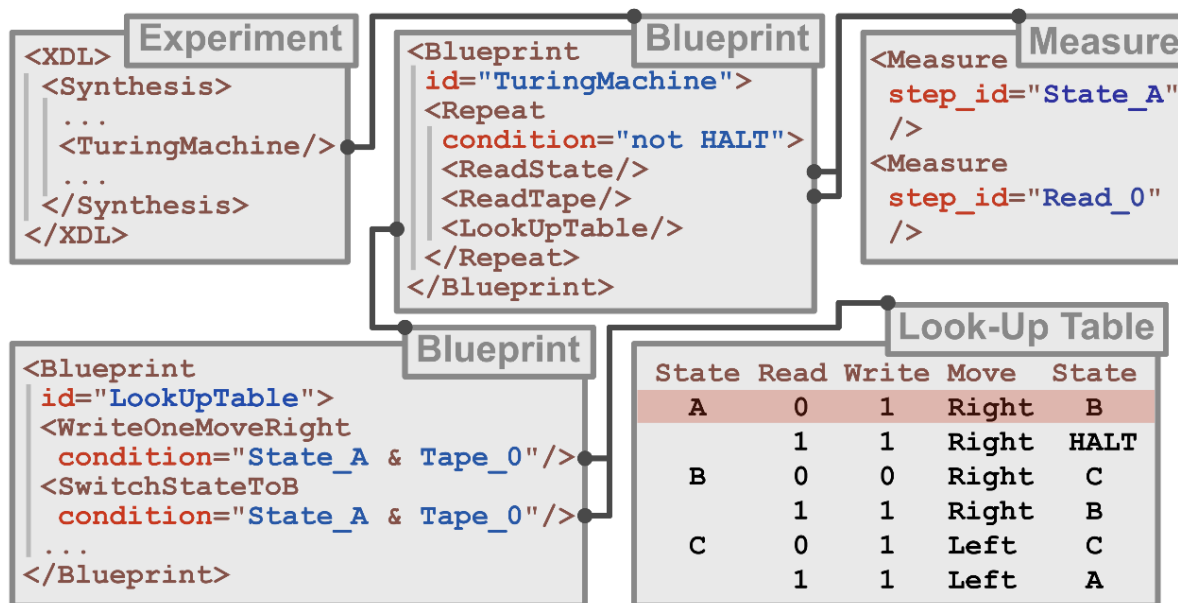 Experiment
<XDL>
<Synthesis>
...
<TuringMachine/>
...
</Synthesis>
</XDL>
Blueprint
<Blueprint
id="TuringMachine">
<Repeat
condition="not HALT">
<ReadState/>
<ReadTape/>
<LookUpTable/>
</Repeat>
</Blueprint>
Measure
<Measure
step_id="State_A"
/>
<Measure
step_id="Read_0"
/>
Blueprint
<Blueprint
id="LookUpTable">
<WriteOneMoveRight
condition="State_A & Tape_0"/>
<SwitchStateToB
condition="State_A & Tape_0"/>
...
</Blueprint>
Look-Up Table
State Read Write Move State
A 0 1 Right B
1 1 Right HALT
B 0 0 Right C
1 1 Right B
C 0 1 Left C
1 1 Left A